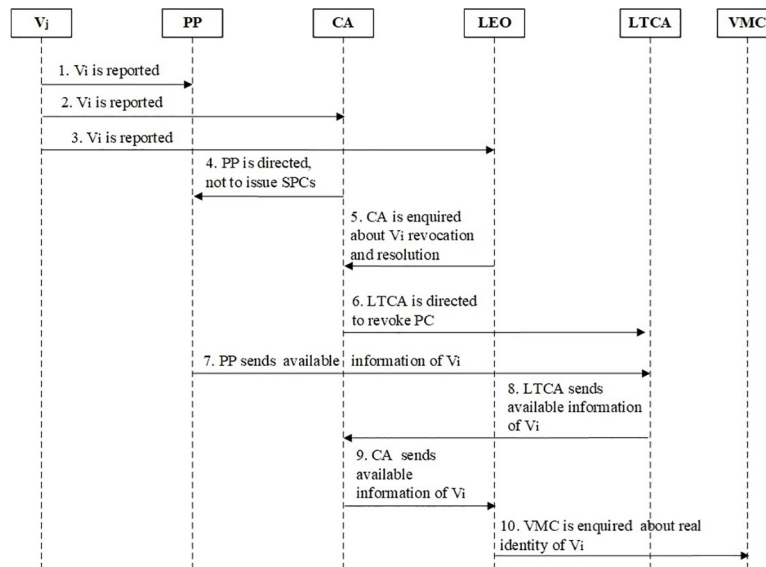 Vj PP CA LEO LTCA VMC
1. Vi is reported
2. Vi is reported
3. Vi is reported
4. PP is directed,
not to issue SPCs
5. CA is enquired
about Vi revocation
and resolution
6. LTCA is directed
to revoke PC
7. PP sends available information of Vi
8. LTCA sends
available information
of Vi
9. CA sends
available
information of Vi
10. VMC is enquired about real
identity of Vi